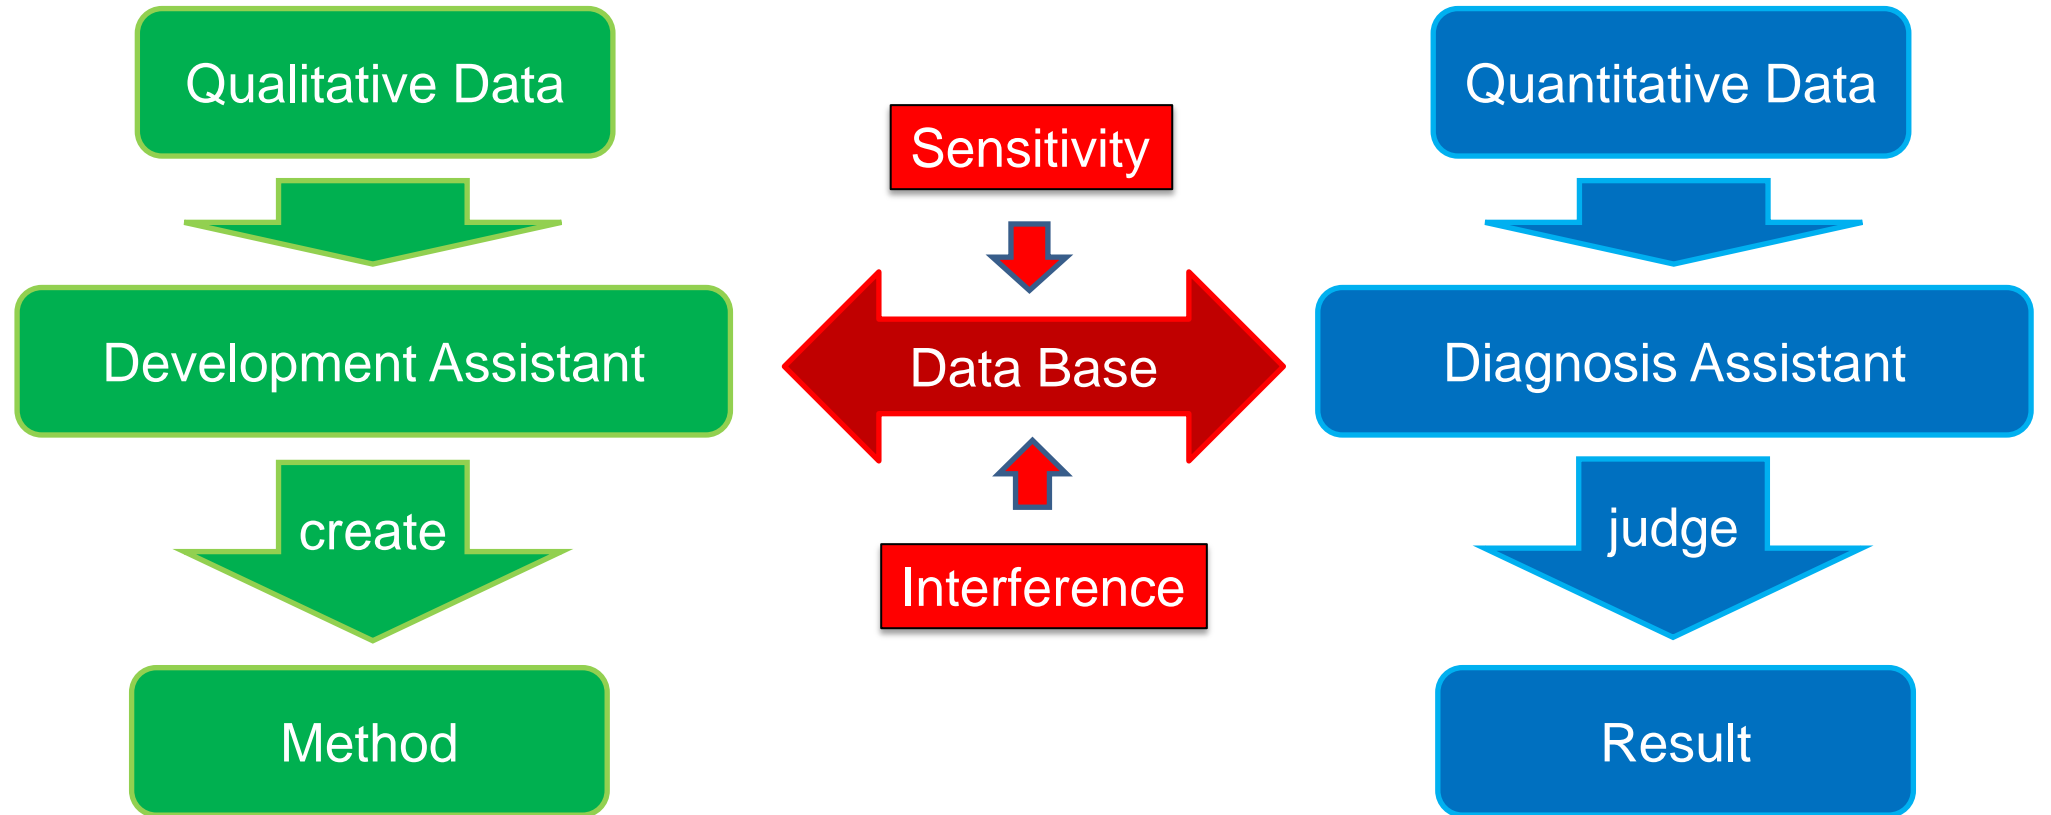 Qualitative Data
Development Assistant
create
Method
Sensitivity
Data Base
Interference
Quantitative Data
Diagnosis Assistant
judge
Result